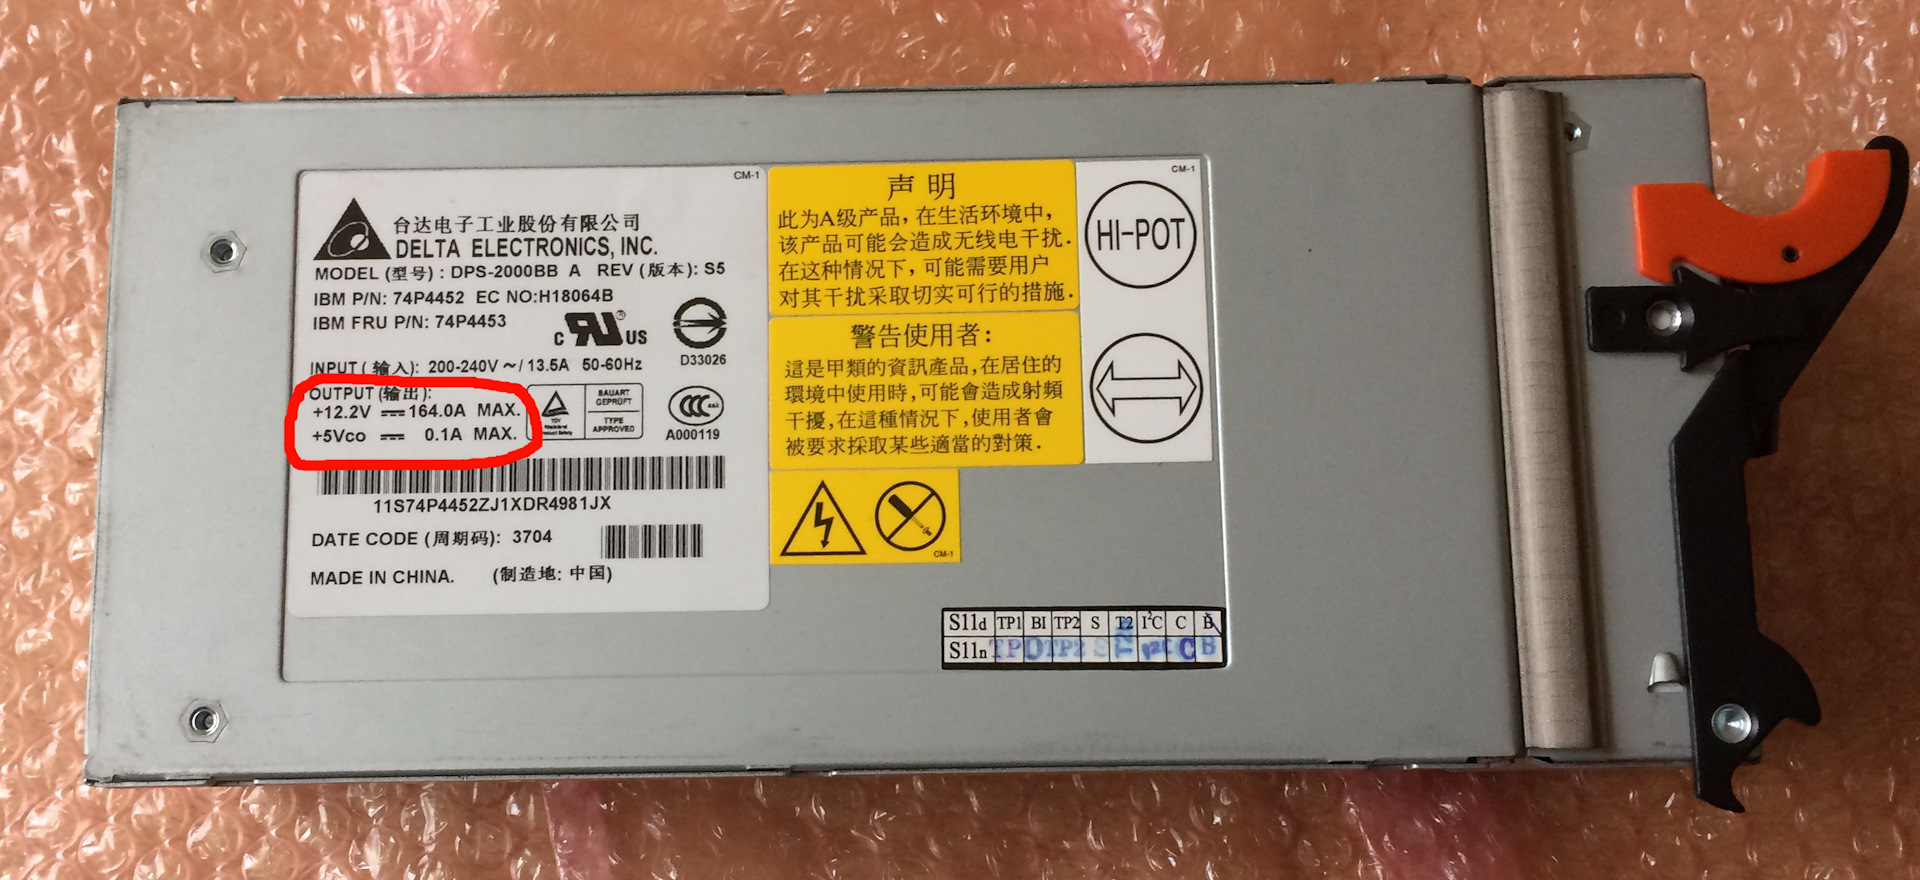 CM-1
台达电子工业股份有限公司
DELTA ELECTRONICS, INC.
MODEL (型号) : DPS-2000BB A REV (版本): S5
IBM P/N: 74P4452 EC NO:H18064B
IBM FRU P/N: 74P4453
C RU ® US
D33026
INPUT ( 输入): 200-240V ~/ 13.5A 50-60Hz
OUTPUT (输出):
+12.2V ⎓ 164.0A MAX.
+5Vco ⎓ 0.1A MAX.
BAUART
GEPRÜFT
TYPE
APPROVED
CCC
A000119
11S74P4452ZJ1XDR4981JX
DATE CODE (周期码): 3704
MADE IN CHINA. (制造地: 中国)
声 明
此为A级产品，在生活环境中，
该产品可能会造成无线电干扰.
在这种情况下，可能需要用户
对其干扰采取切实可行的措施.
警告使用者:
這是甲類的資訊產品,在居住的
環境中使用時,可能會造成射頻
干擾,在這種情況下,使用者會
被要求採取某些適當的對策.
CM-1
CM-1
HI-POT
S11d TP1 BI TP2 S T2 I²C C B
S11n TP TP2 S T2 I2C C B